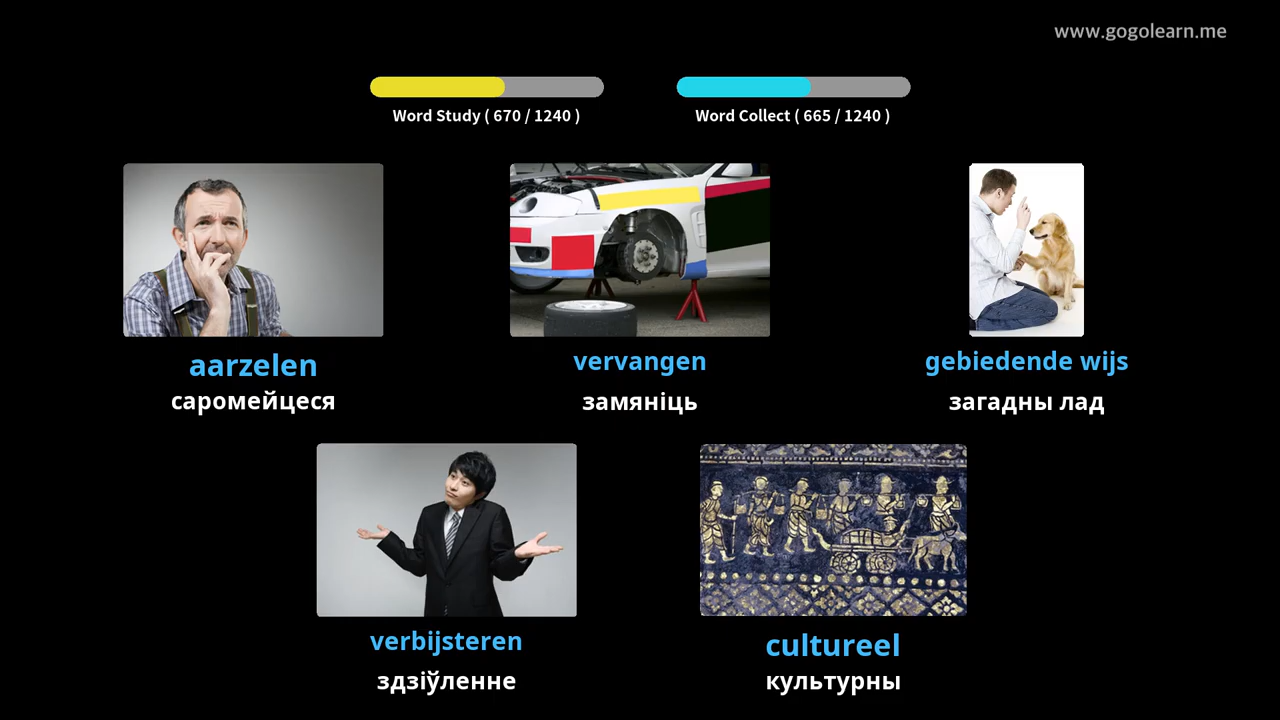 www.gogolearn.me
Word Study ( 670 / 1240 )
Word Collect ( 665 / 1240 )
aarzelen
саромейцеся
vervangen
замяніць
gebiedende wijs
загадны лад
verbijsteren
здзіўленне
cultureel
культурны